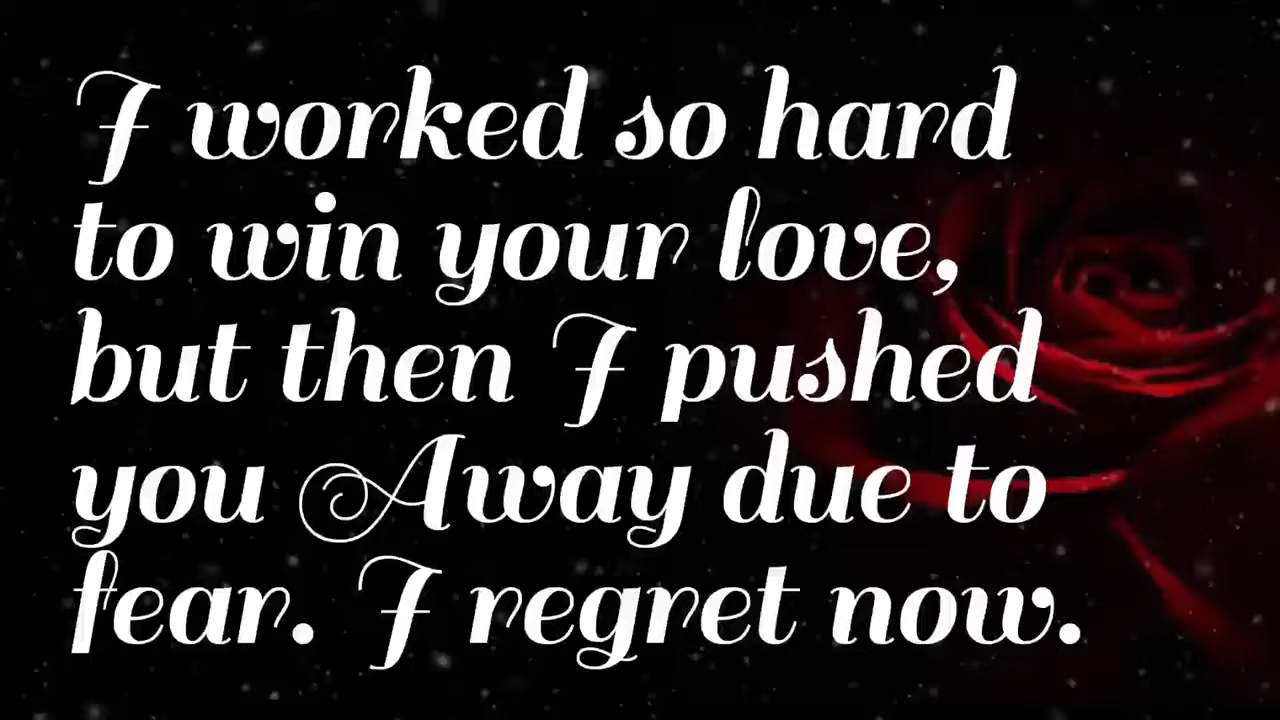 I worked so hard
to win your love,
but then I pushed
you Away due to
fear. I regret now.